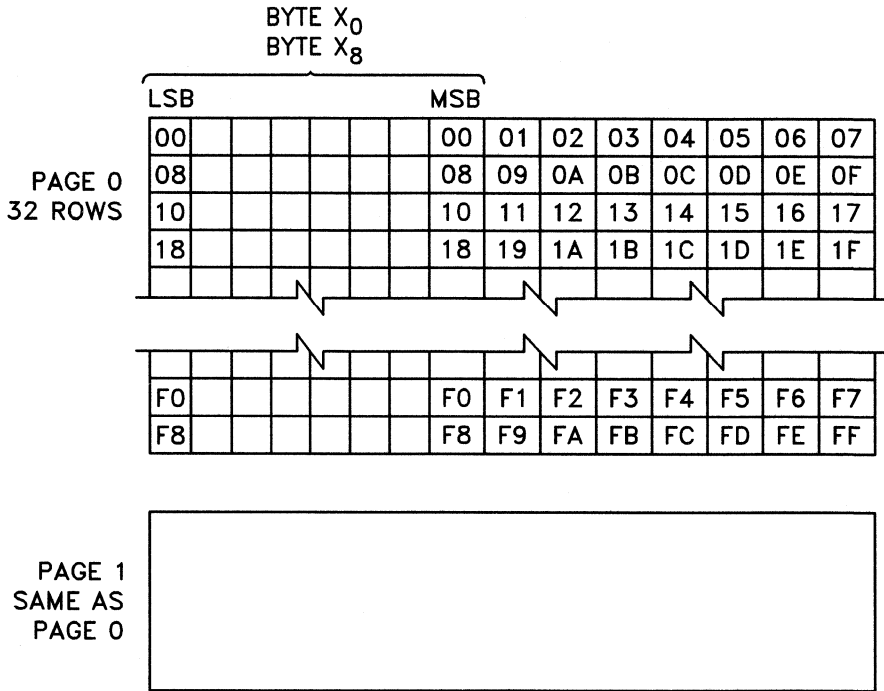 BYTE X0
BYTE X8
LSB MSB
00 00 01 02 03 04 05 06 07
08 08 09 0A 0B 0C 0D 0E 0F
PAGE 0
32 ROWS
10 10 11 12 13 14 15 16 17
18 18 19 1A 1B 1C 1D 1E 1F
F0 F0 F1 F2 F3 F4 F5 F6 F7
F8 F8 F9 FA FB FC FD FE FF
PAGE 1
SAME AS
PAGE 0